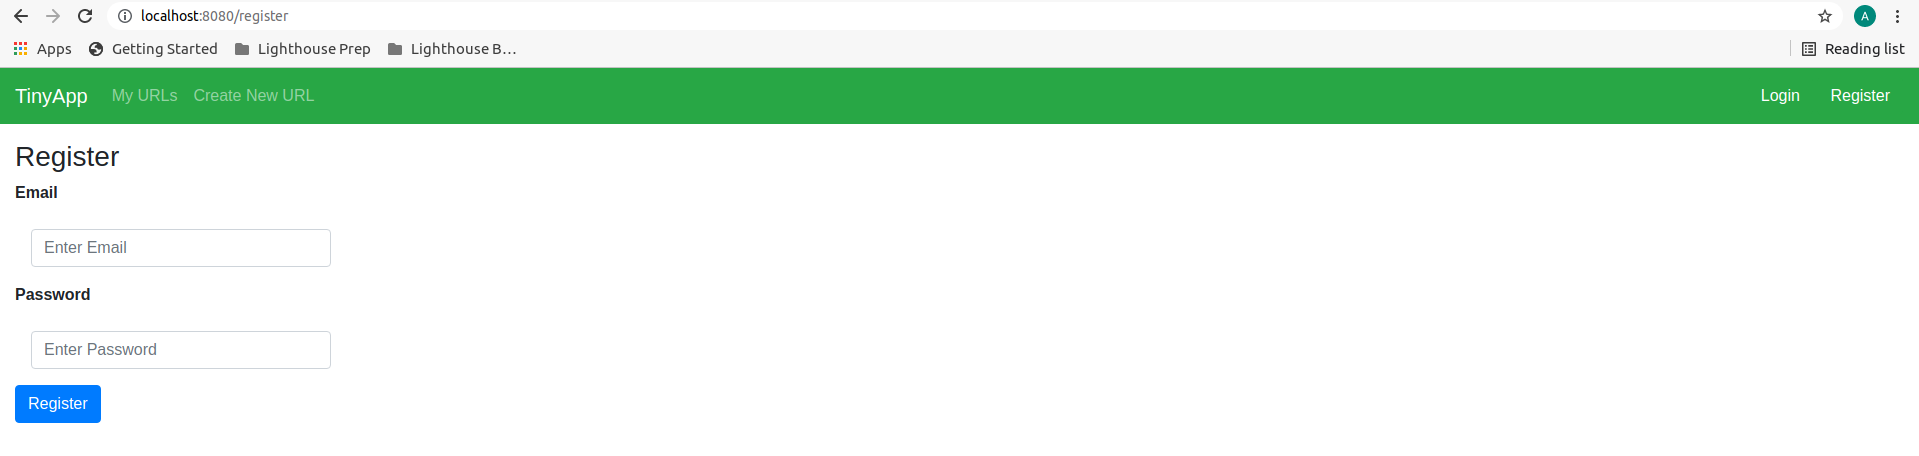 localhost:8080/register
A
Apps Getting Started Lighthouse Prep Lighthouse B... Reading list
TinyApp My URLs Create New URL Login Register
Register
Email
Enter Email
Password
Enter Password
Register